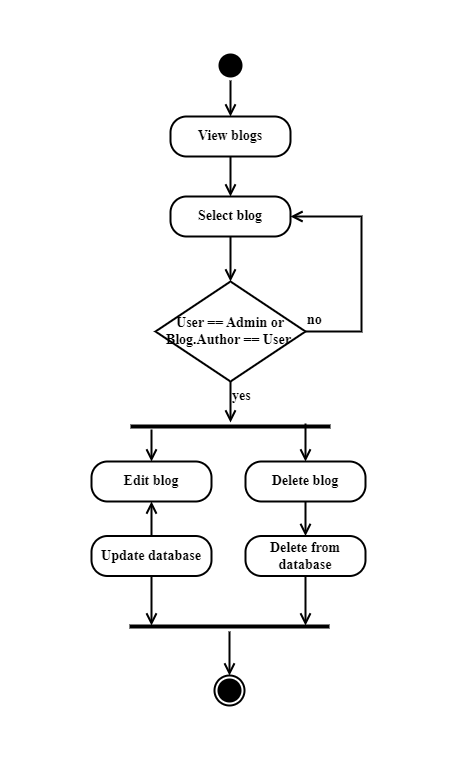 View blogs
Select blog
User == Admin or
Blog.Author == User
no
yes
Edit blog
Delete blog
Update database
Delete from
database